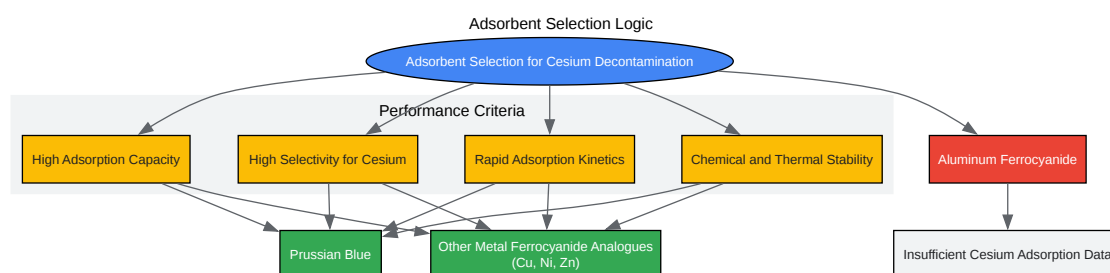 Adsorbent Selection Logic
Adsorbent Selection for Cesium Decontamination
Performance Criteria
High Adsorption Capacity
High Selectivity for Cesium
Rapid Adsorption Kinetics
Chemical and Thermal Stability
Aluminum Ferrocyanide
Prussian Blue
Other Metal Ferrocyanide Analogues
(Cu, Ni, Zn)
Insufficient Cesium Adsorption Data